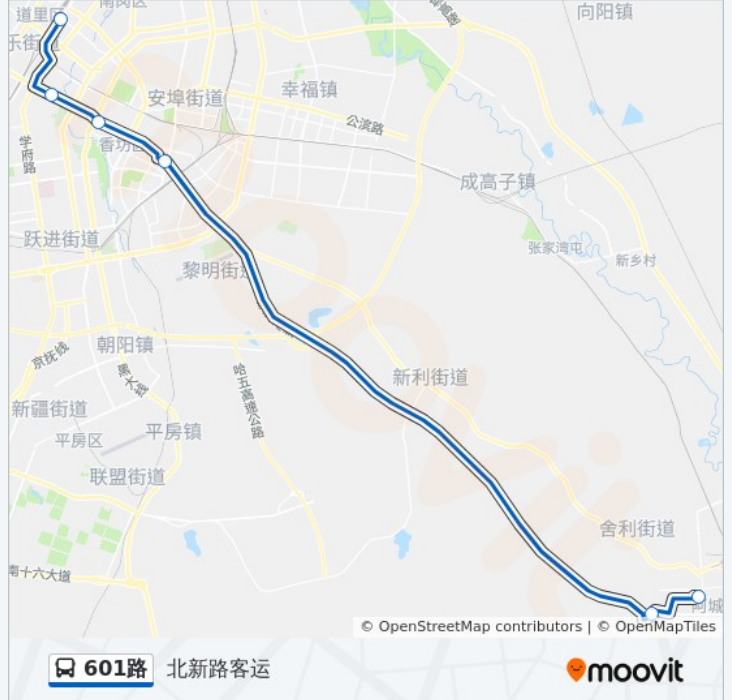 道里区
南岗区
向阳镇
乐街道
安埠街道
幸福镇
公滨路
学府路
香坊区
成高子镇
跃进街道
张家湾屯
新乡村
黎明街道
朝阳镇
京抚线
黑大线
哈五高速公路
新利街道
新疆街道
平房区
平房镇
联盟街道
舍利街道
南十六大道
阿城
© OpenStreetMap contributors | © OpenMapTiles
601路 北新路客运
moovit